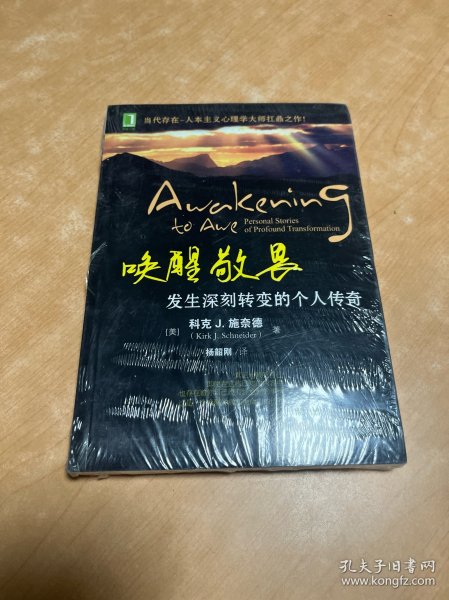 当代存在-人本主义心理学大师扛鼎之作!
Awakening
to Awe
Personal Stories
of Profound Transformation
唤醒敬畏
发生深刻转变的个人传奇
[美] 科克 J. 施奈德 著
(Kirk J. Schneider)
杨韶刚 / 译
孔夫子旧书网
www.kongfz.com